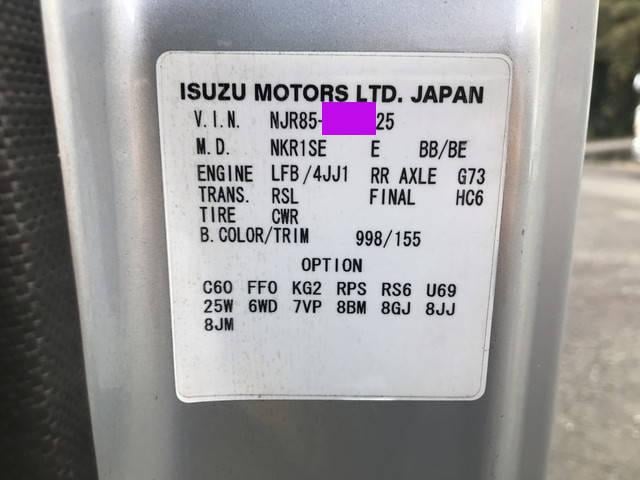 ISUZU MOTORS LTD. JAPAN
V.I.N. NJR85- 25
M.D. NKR1SE E BB/BE
ENGINE LFB/4JJ1 RR AXLE G73
TRANS. RSL FINAL HC6
TIRE CWR
B.COLOR/TRIM 998/155
OPTION
C60 FF0 KG2 RPS RS6 U69
25W 6WD 7VP 8BM 8GJ 8JJ
8JM